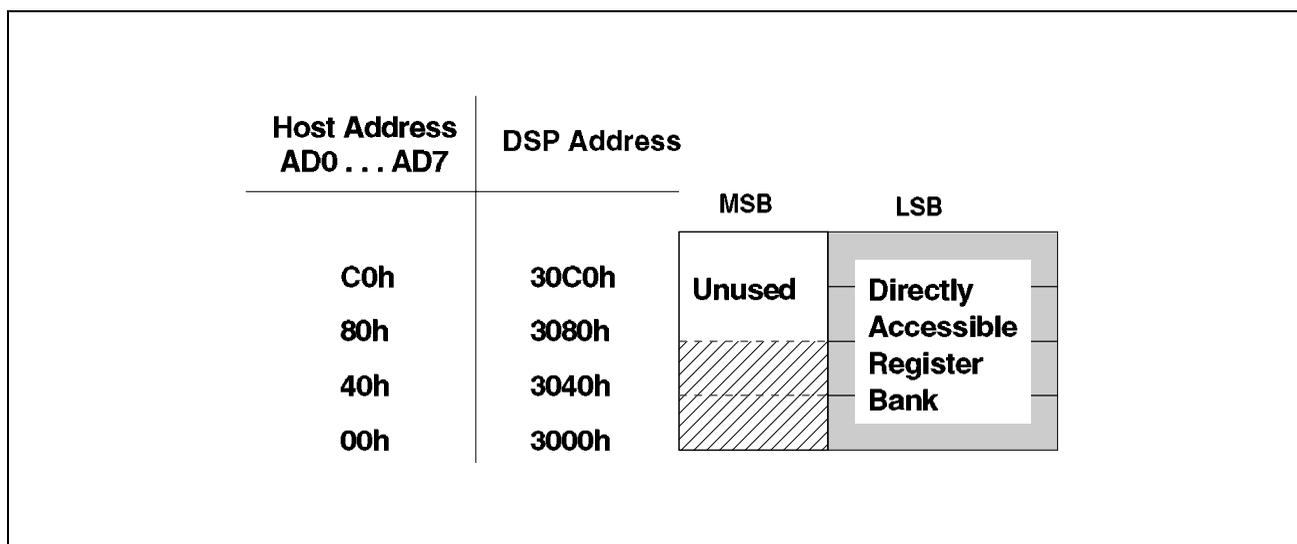 Host Address
AD0 . . . AD7
DSP Address
MSB
LSB
C0h
30C0h
80h
3080h
40h
3040h
00h
3000h
Unused
Directly
Accessible
Register
Bank